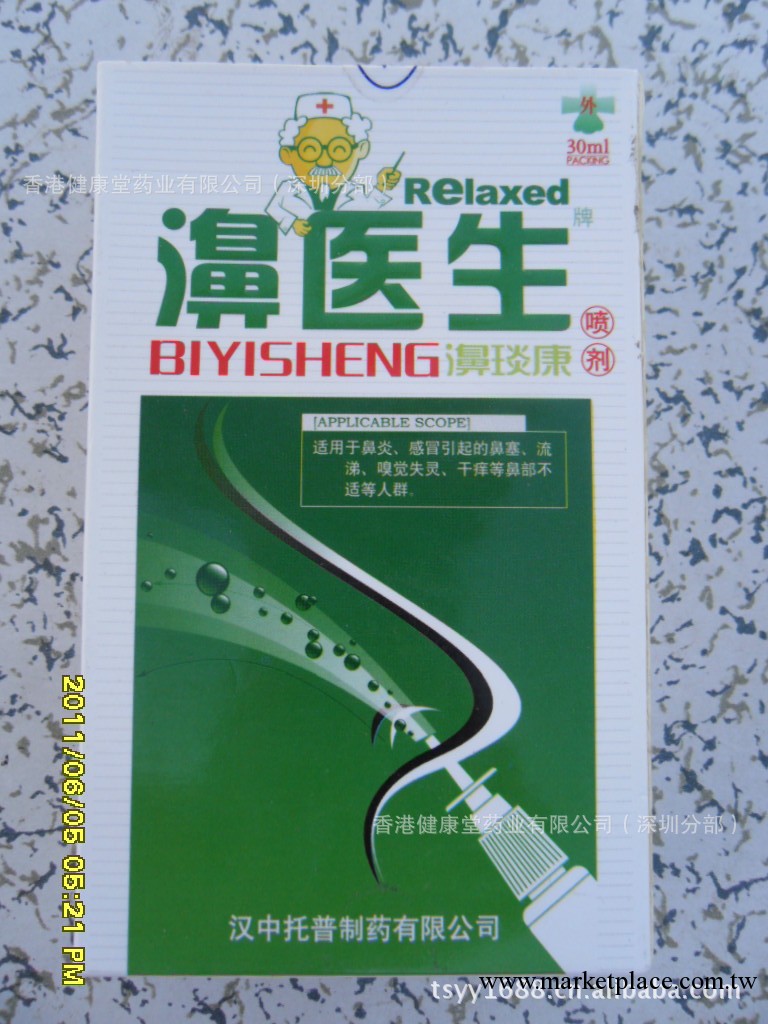 外
30ml
PACKING
香港健康堂药业有限公司（深圳分部）
Relaxed
濞医生
牌
BIYISHENG 濞琰康
喷剂
[APPLICABLE SCOPE]
适用于鼻炎、感冒引起的鼻塞、流
涕、嗅觉失灵、干痒等鼻部不
适等人群。
2011/06/05 05:21 PM
香港健康堂药业有限公司（深圳分部）
汉中托普制药有限公司
www.marketplace.com.tw
tsyy1688.cn.alibaba.com